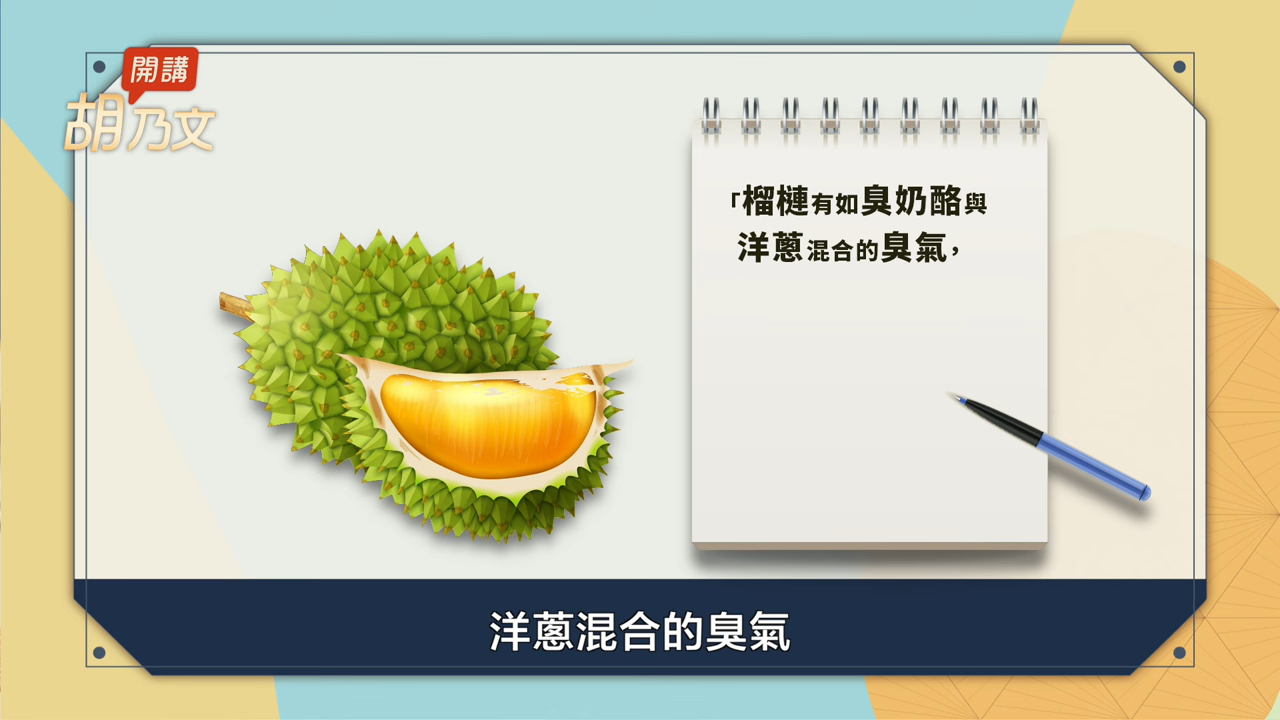 開講
胡乃文
「榴槤有如臭奶酪與
洋蔥混合的臭氣，
洋蔥混合的臭氣